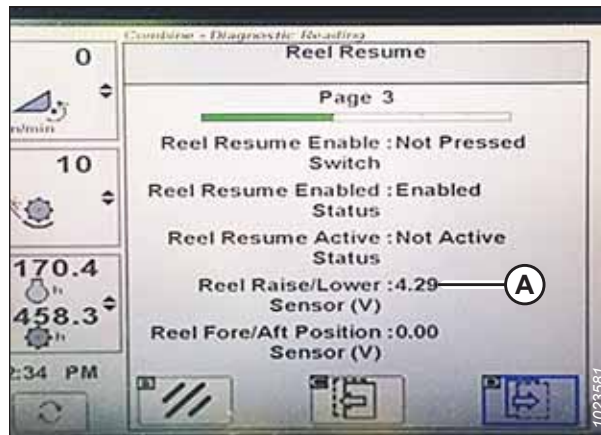 Combine - Diagnostic Reading
Reel Resume
Page 3
Reel Resume Enable :Not Pressed
Switch
Reel Resume Enabled :Enabled
Status
Reel Resume Active :Not Active
Status
Reel Raise/Lower :4.29
Sensor (V)
A
Reel Fore/Aft Position :0.00
Sensor (V)
0
10
170.4
h
458.3
h
2:34 PM
1023581